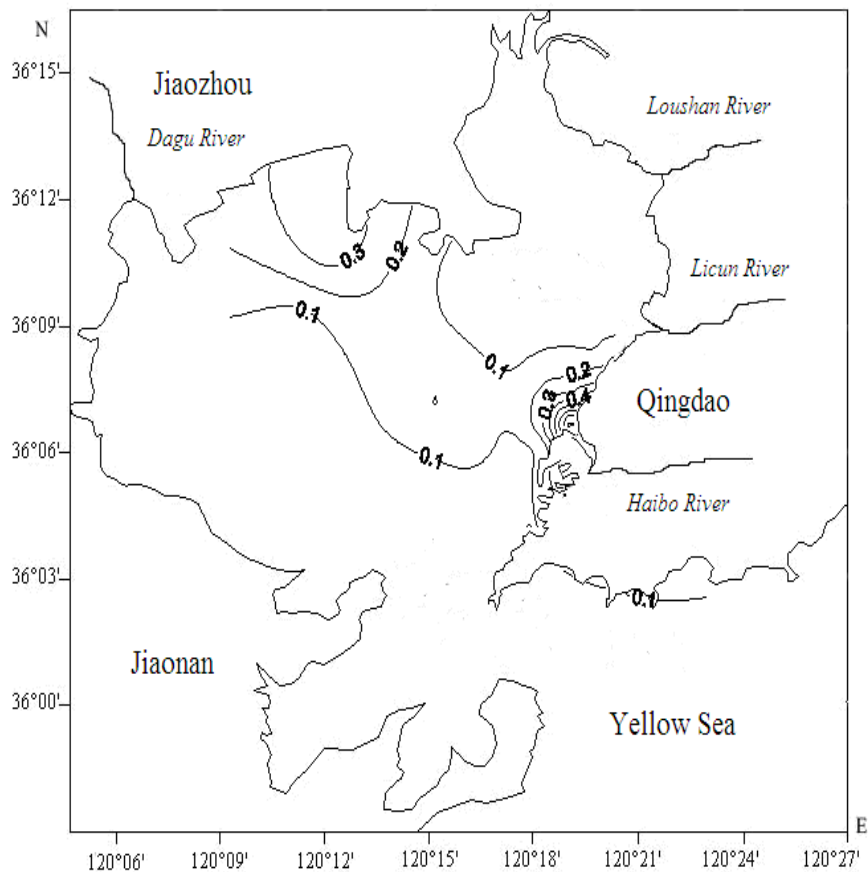 N
36°15'
Jiaozhou
Loushan River
Dagu River
36°12'
0.3
0.2
Licun River
0.1
36°09'
0.1
0.2
0.3
0.4
Qingdao
36°06'
0.1
Haibo River
36°03'
0.1
Jiaonan
36°00'
Yellow Sea
E
120°06'
120°09'
120°12'
120°15'
120°18'
120°21'
120°24'
120°27'